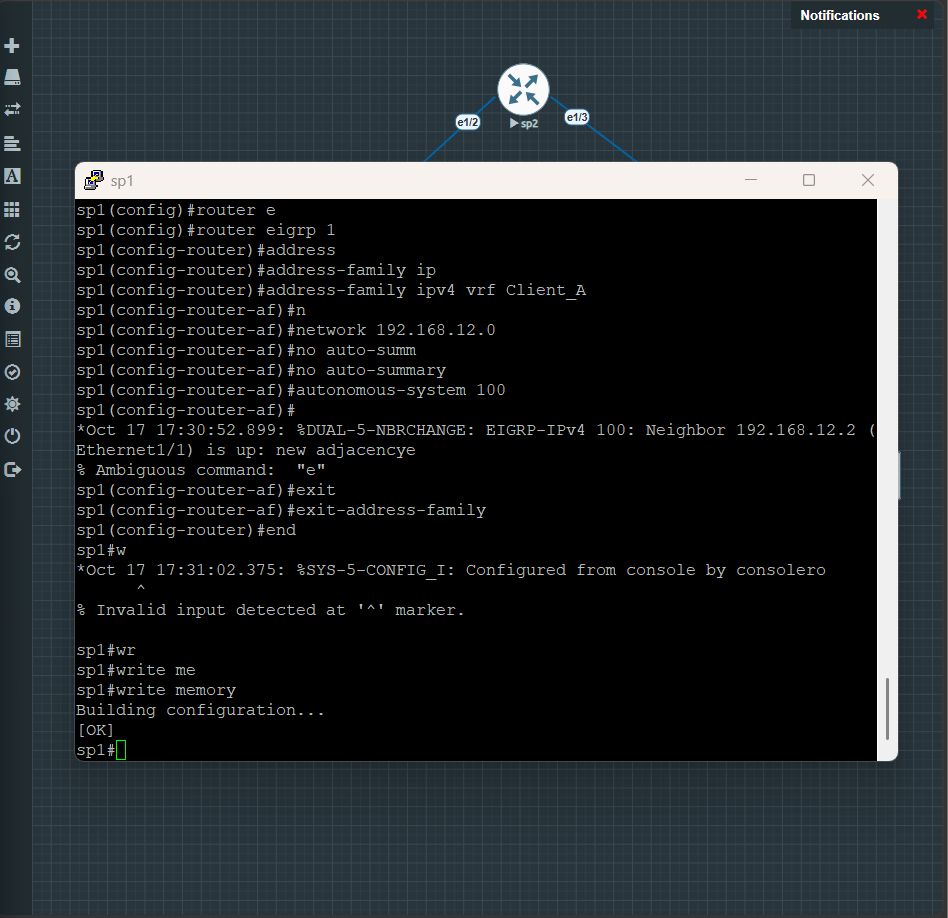 Notifications
e1/2
e1/3
sp2
sp1
sp1(config)#router e
sp1(config)#router eigrp 1
sp1(config-router)#address
sp1(config-router)#address-family ip
sp1(config-router)#address-family ipv4 vrf Client_A
sp1(config-router-af)#n
sp1(config-router-af)#network 192.168.12.0
sp1(config-router-af)#no auto-summ
sp1(config-router-af)#no auto-summary
sp1(config-router-af)#autonomous-system 100
sp1(config-router-af)#
*Oct 17 17:30:52.899: %DUAL-5-NBRCHANGE: EIGRP-IPv4 100: Neighbor 192.168.12.2 (
Ethernet1/1) is up: new adjacencye
% Ambiguous command:  "e"
sp1(config-router-af)#exit
sp1(config-router-af)#exit-address-family
sp1(config-router)#end
sp1#w
*Oct 17 17:31:02.375: %SYS-5-CONFIG_I: Configured from console by consolero
      ^
% Invalid input detected at '^' marker.
sp1#wr
sp1#write me
sp1#write memory
Building configuration...
[OK]
sp1#